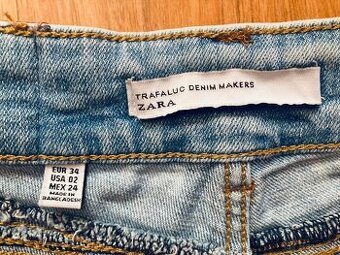 TRAFALUC DENIM MAKERS
ZARA
EUR 34
USA 02
MEX 24
MADE IN
BANGLADESH